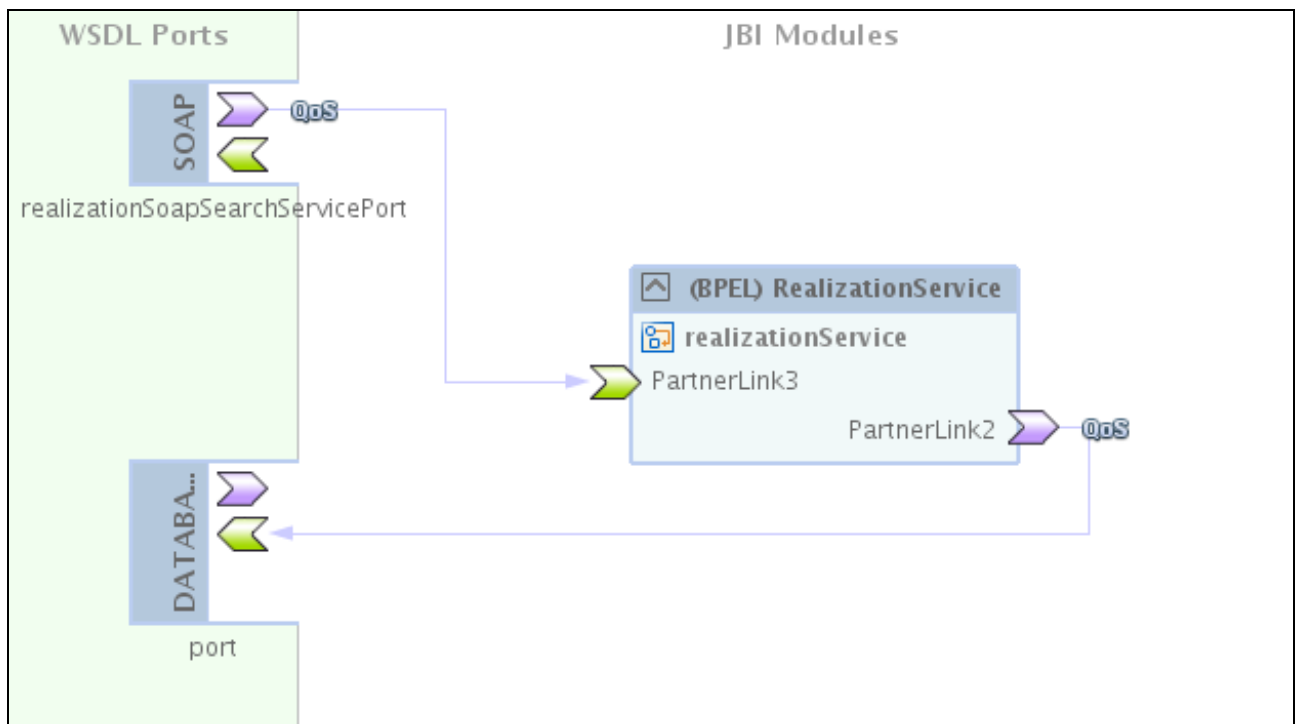 WSDL Ports
JBI Modules
SOAP
QoS
realizationSoapSearchServicePort
(BPEL) RealizationService
realizationService
PartnerLink3
PartnerLink2
QoS
DATABA...
port